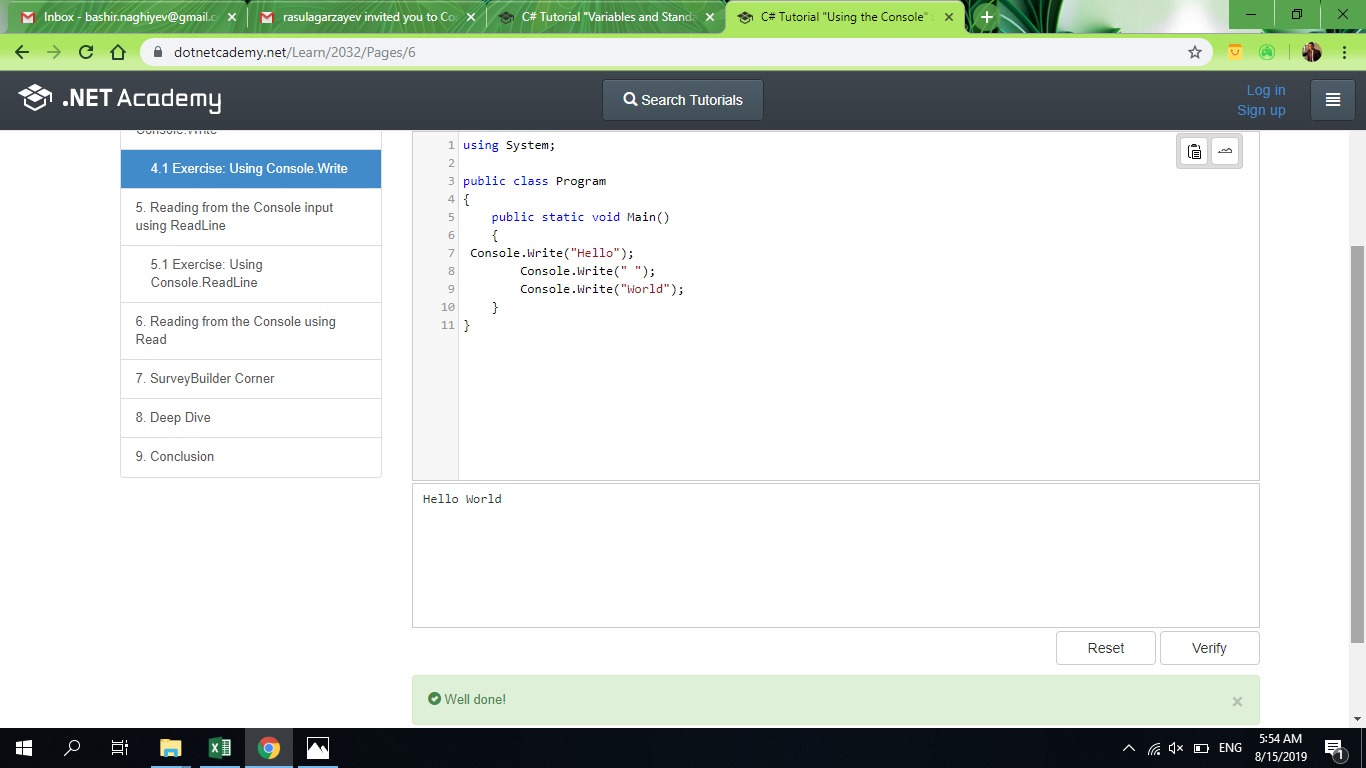 Inbox - bashir.naghiyev@gmail.c
rasulagarzayev invited you to Co
C# Tutorial "Variables and Standa
C# Tutorial "Using the Console"
dotnetcademy.net/Learn/2032/Pages/6
.NET Academy
Search Tutorials
Log in
Sign up
Console.Write
4.1 Exercise: Using Console.Write
5. Reading from the Console input
using ReadLine
5.1 Exercise: Using
Console.ReadLine
6. Reading from the Console using
Read
7. SurveyBuilder Corner
8. Deep Dive
9. Conclusion
1 using System;
2
3 public class Program
4 {
5     public static void Main()
6     {
7  Console.Write("Hello");
8         Console.Write(" ");
9         Console.Write("World");
10     }
11 }
Hello World
Reset
Verify
Well done!
×
ENG
5:54 AM
8/15/2019
1